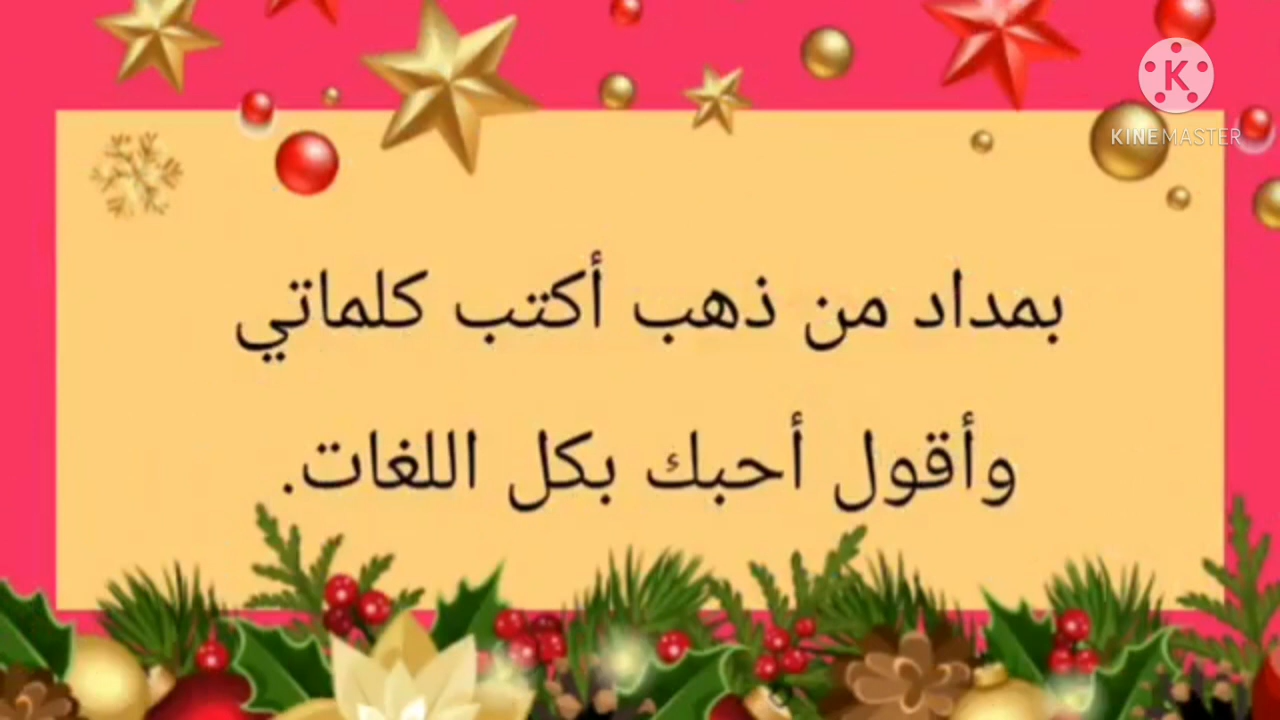 KINEMASTER
بمداد من ذهب أكتب كلماتي
وأقول أحبك بكل اللغات.